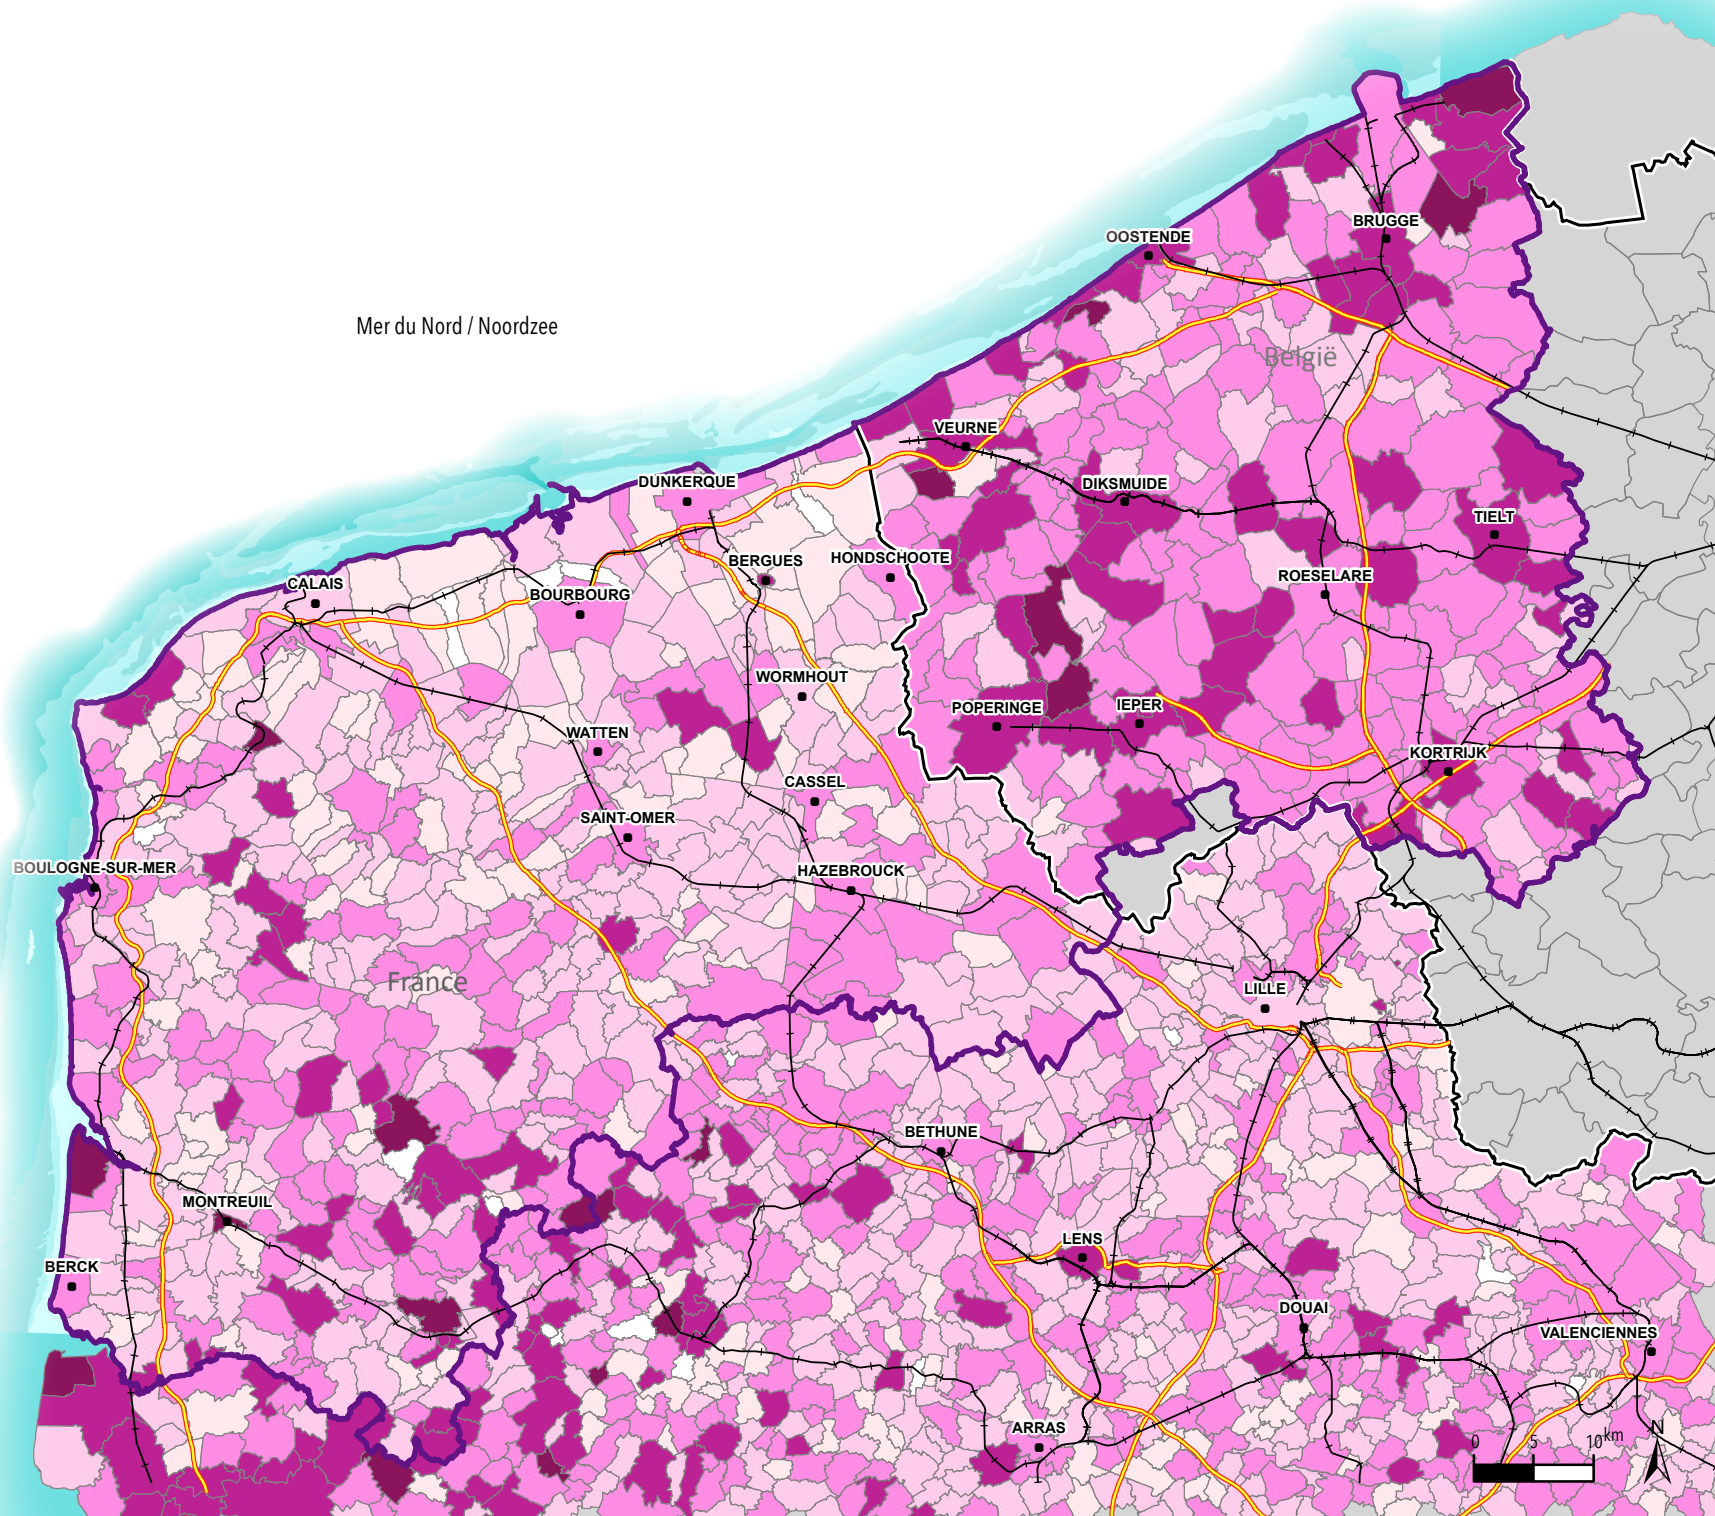 BRUGGE
OOSTENDE
Mer du Nord / Noordzee
België
VEURNE
DUNKERQUE
DIKSMUIDE
TIELT
BERGUES
HONDSCHOOTE
CALAIS
ROESELARE
BOURBOURG
WORMHOUT
POPERINGE
IEPER
WATTEN
KORTRIJK
CASSEL
SAINT-OMER
BOULOGNE-SUR-MER
HAZEBROUCK
France
LILLE
BETHUNE
MONTREUIL
LENS
BERCK
DOUAI
VALENCIENNES
ARRAS
N
0 5 10km